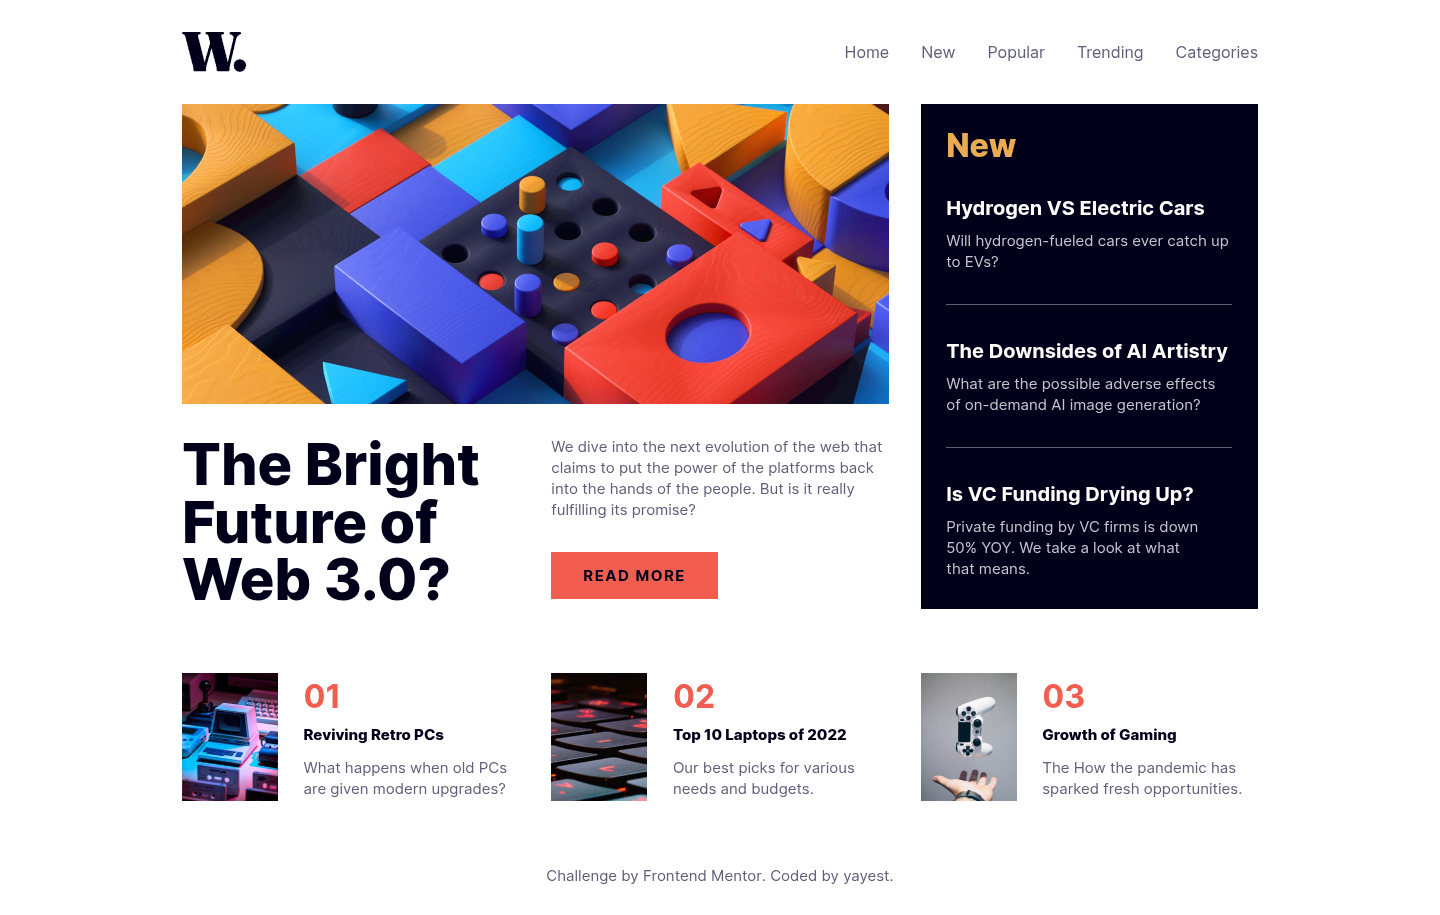 W.
Home New Popular Trending Categories
The Bright
Future of
Web 3.0?
We dive into the next evolution of the web that
claims to put the power of the platforms back
into the hands of the people. But is it really
fulfilling its promise?
READ MORE
New
Hydrogen VS Electric Cars
Will hydrogen-fueled cars ever catch up
to EVs?
The Downsides of AI Artistry
What are the possible adverse effects
of on-demand AI image generation?
Is VC Funding Drying Up?
Private funding by VC firms is down
50% YOY. We take a look at what
that means.
01
Reviving Retro PCs
What happens when old PCs
are given modern upgrades?
02
Top 10 Laptops of 2022
Our best picks for various
needs and budgets.
03
Growth of Gaming
The How the pandemic has
sparked fresh opportunities.
Challenge by Frontend Mentor. Coded by yayest.